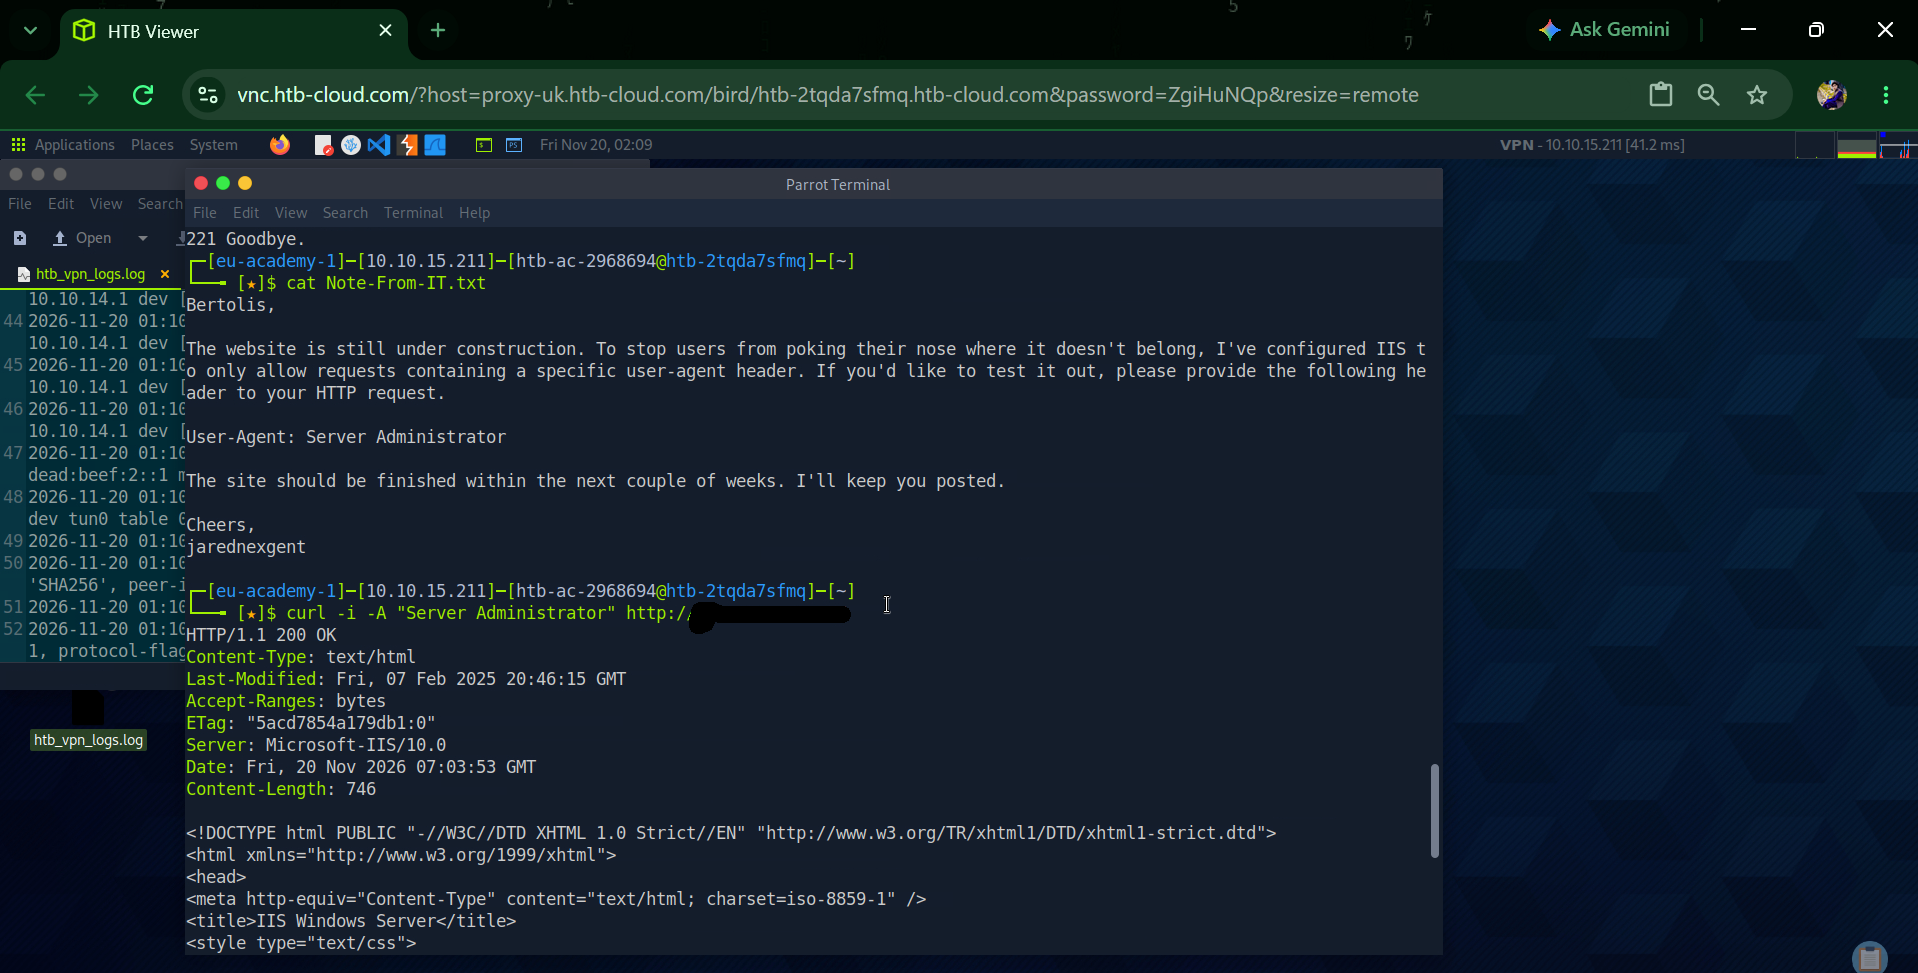 HTB Viewer
Ask Gemini
vnc.htb-cloud.com/?host=proxy-uk.htb-cloud.com/bird/htb-2tqda7sfmq.htb-cloud.com&password=ZgiHuNQp&resize=remote
Applications Places System Fri Nov 20, 02:09 VPN - 10.10.15.211 [41.2 ms]
File Edit View Search
Open
htb_vpn_logs.log
10.10.14.1 dev [
44 2026-11-20 01:10
10.10.14.1 dev [
45 2026-11-20 01:10
10.10.14.1 dev [
46 2026-11-20 01:10
10.10.14.1 dev [
47 2026-11-20 01:10
dead:beef:2::1 m
48 2026-11-20 01:10
dev tun0 table 0
49 2026-11-20 01:10
50 2026-11-20 01:10
'SHA256', peer-i
51 2026-11-20 01:10
52 2026-11-20 01:10
1, protocol-flag
htb_vpn_logs.log
Parrot Terminal
File Edit View Search Terminal Help
221 Goodbye.
┌─[eu-academy-1]─[10.10.15.211]─[htb-ac-2968694@htb-2tqda7sfmq]─[~]
└──╼ [★]$ cat Note-From-IT.txt
Bertolis,
The website is still under construction. To stop users from poking their nose where it doesn't belong, I've configured IIS t
o only allow requests containing a specific user-agent header. If you'd like to test it out, please provide the following he
ader to your HTTP request.
User-Agent: Server Administrator
The site should be finished within the next couple of weeks. I'll keep you posted.
Cheers,
jarednexgent
┌─[eu-academy-1]─[10.10.15.211]─[htb-ac-2968694@htb-2tqda7sfmq]─[~]
└──╼ [★]$ curl -i -A "Server Administrator" http:/
HTTP/1.1 200 OK
Content-Type: text/html
Last-Modified: Fri, 07 Feb 2025 20:46:15 GMT
Accept-Ranges: bytes
ETag: "5acd7854a179db1:0"
Server: Microsoft-IIS/10.0
Date: Fri, 20 Nov 2026 07:03:53 GMT
Content-Length: 746
<!DOCTYPE html PUBLIC "-//W3C//DTD XHTML 1.0 Strict//EN" "http://www.w3.org/TR/xhtml1/DTD/xhtml1-strict.dtd">
<html xmlns="http://www.w3.org/1999/xhtml">
<head>
<meta http-equiv="Content-Type" content="text/html; charset=iso-8859-1" />
<title>IIS Windows Server</title>
<style type="text/css">